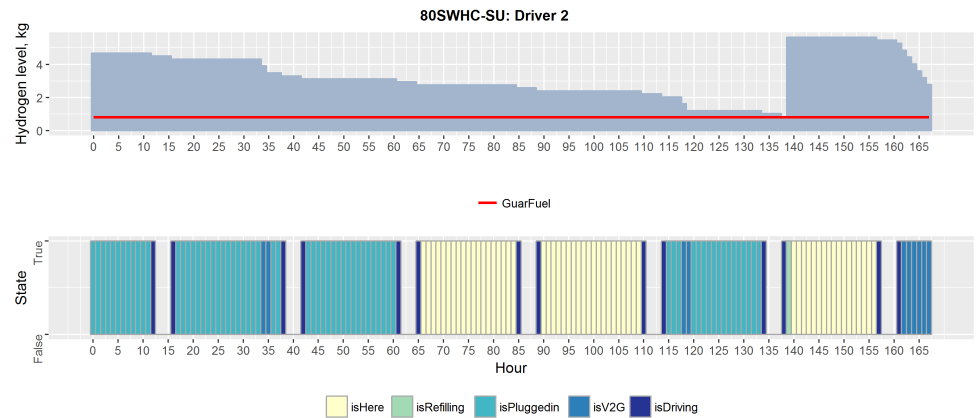 80SWHC-SU: Driver 2
Hydrogen level, kg
4
2
0
0 5 10 15 20 25 30 35 40 45 50 55 60 65 70 75 80 85 90 95 100 105 110 115 120 125 130 135 140 145 150 155 160 165
GuarFuel
State
True
False
0 5 10 15 20 25 30 35 40 45 50 55 60 65 70 75 80 85 90 95 100 105 110 115 120 125 130 135 140 145 150 155 160 165
Hour
isHere isRefilling isPluggedin isV2G isDriving